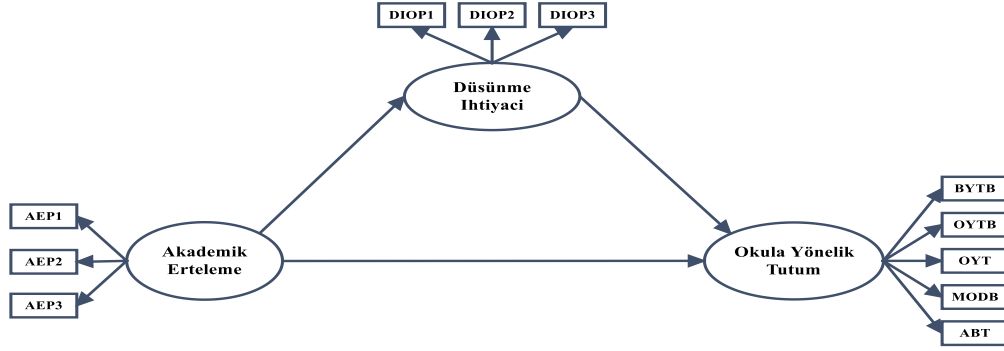 DIOP1 DIOP2 DIOP3
Düsünme
Ihtiyaci
AEP1
AEP2
AEP3
Akademik
Erteleme
Okula Yönelik
Tutum
BYTB
OYTB
OYT
MODB
ABT